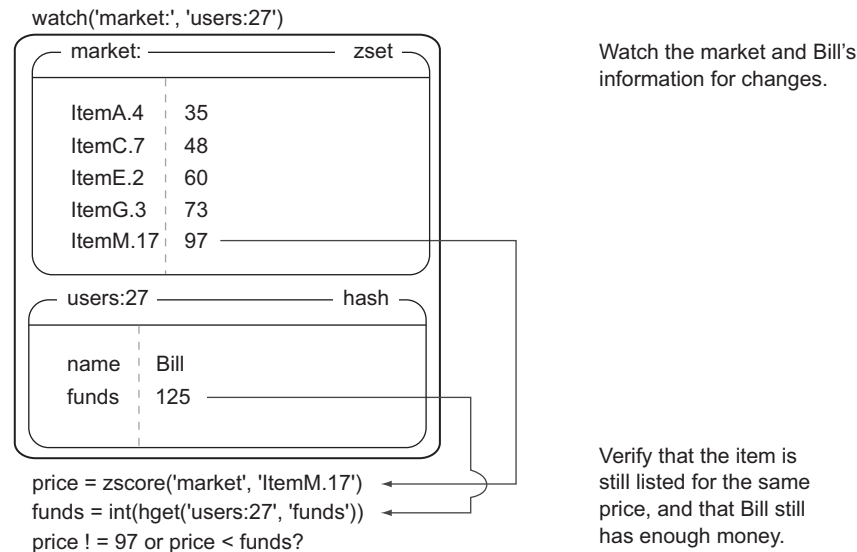 watch('market:', 'users:27')
market: zset
ItemA.4 35
ItemC.7 48
ItemE.2 60
ItemG.3 73
ItemM.17 97
users:27 hash
name Bill
funds 125
price = zscore('market', 'ItemM.17')
funds = int(hget('users:27', 'funds'))
price ! = 97 or price < funds?
Watch the market and Bill's
information for changes.
Verify that the item is
still listed for the same
price, and that Bill still
has enough money.